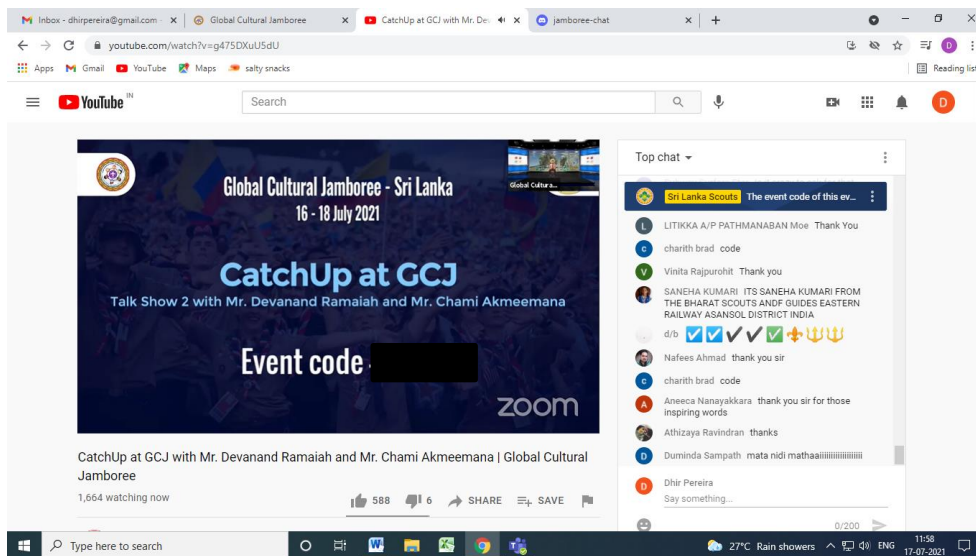 Inbox - dhirpereira@gmail.com -
Global Cultural Jamboree
CatchUp at GCJ with Mr. De
jamboree-chat
youtube.com/watch?v=g475DXuU5dU
Apps Gmail YouTube Maps salty snacks Reading list
YouTube IN
Search
D
Global Cultural Jamboree - Sri Lanka
16 - 18 July 2021
Global Cultura...
CatchUp at GCJ
Talk Show 2 with Mr. Devanand Ramaiah and Mr. Chami Akmeemana
Event code -
zoom
CatchUp at GCJ with Mr. Devanand Ramaiah and Mr. Chami Akmeemana | Global Cultural
Jamboree
1,664 watching now
588 6 SHARE SAVE
Top chat
Sri Lanka Scouts The event code of this ev...
L LITIKKA A/P PATHMANABAN Moe Thank You
c charith brad code
V Vinita Rajpurohit Thank you
SANEHA KUMARI ITS SANEHA KUMARI FROM
THE BHARAT SCOUTS ANDF GUIDES EASTERN
RAILWAY ASANSOL DISTRICT INDIA
d/b ☑️☑️✔️✔️✅⚜️🔱🔱
Nafees Ahmad thank you sir
c charith brad code
A Aneeca Nanayakkara thank you sir for those
inspiring words
Athizaya Ravindran thanks
D Duminda Sampath mata nidi mathaaiiiiiiiiiiiiiiiiii
D Dhir Pereira
Say something...
0/200
Type here to search
27°C Rain showers ENG 11:58
17-07-2021